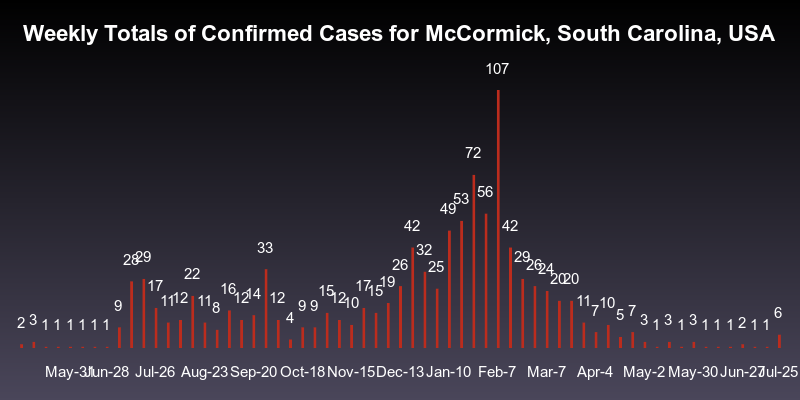 Weekly Totals of Confirmed Cases for McCormick, South Carolina, USA
107
72
56
53
49
42 42
33 32
28 29 29
26 25 26 24
22 20 20
17 16 14 17 19
11 12 11 12 12 15 12 10 15
9 8 9 9 11 10
2 3 1 1 1 1 1 1 4 7 5 7 3 1 3 1 3 1 1 1 2 1 1 6
May-31 Jun-28 Jul-26 Aug-23 Sep-20 Oct-18 Nov-15 Dec-13 Jan-10 Feb-7 Mar-7 Apr-4 May-2 May-30 Jun-27 Jul-25